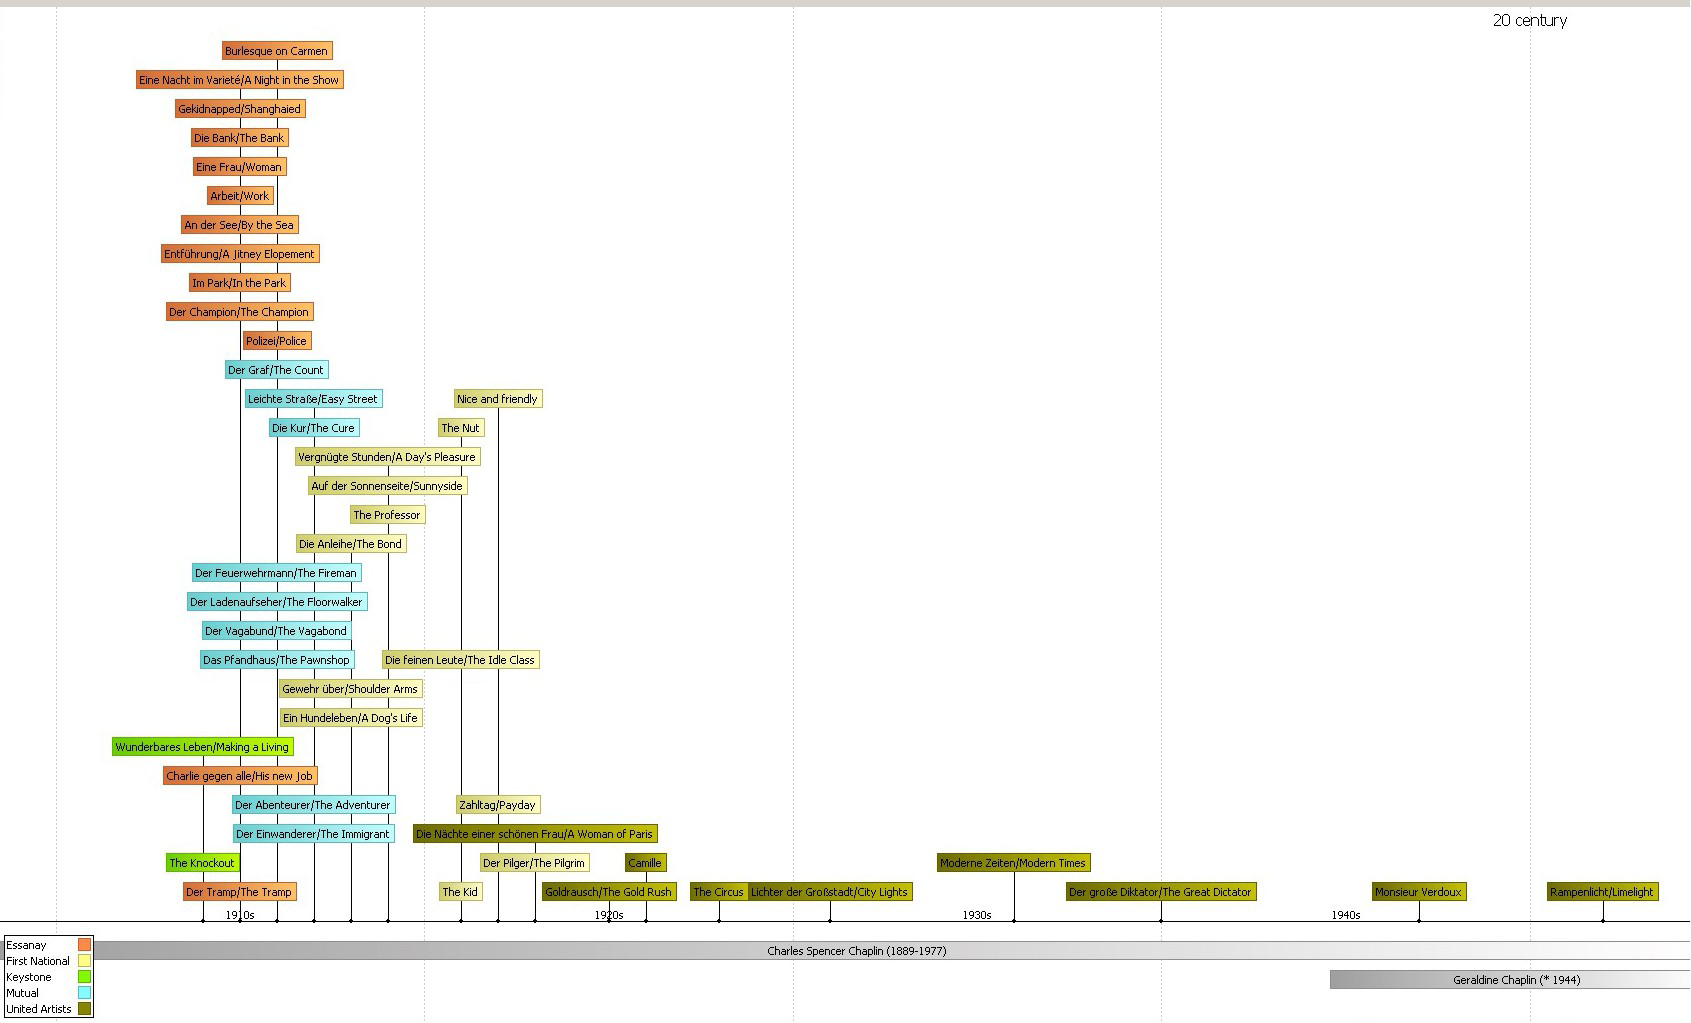 20 century
Burlesque on Carmen
Eine Nacht im Varieté/A Night in the Show
Gekidnapped/Shanghaied
Die Bank/The Bank
Eine Frau/Woman
Arbeit/Work
An der See/By the Sea
Entführung/A Jitney Elopement
Im Park/In the Park
Der Champion/The Champion
Polizei/Police
Der Graf/The Count
Leichte Straße/Easy Street
Nice and friendly
Die Kur/The Cure
The Nut
Vergnügte Stunden/A Day's Pleasure
Auf der Sonnenseite/Sunnyside
The Professor
Die Anleihe/The Bond
Der Feuerwehrmann/The Fireman
Der Ladenaufseher/The Floorwalker
Der Vagabund/The Vagabond
Das Pfandhaus/The Pawnshop
Die feinen Leute/The Idle Class
Gewehr über/Shoulder Arms
Ein Hundeleben/A Dog's Life
Wunderbares Leben/Making a Living
Charlie gegen alle/His new Job
Der Abenteurer/The Adventurer
Zahltag/Payday
Der Einwanderer/The Immigrant
Die Nächte einer schönen Frau/A Woman of Paris
The Knockout
Der Pilger/The Pilgrim
Camille
Moderne Zeiten/Modern Times
Der Tramp/The Tramp
The Kid
Goldrausch/The Gold Rush
The Circus
Lichter der Großstadt/City Lights
Der große Diktator/The Great Dictator
Monsieur Verdoux
Rampenlicht/Limelight
1910s
1920s
1930s
1940s
Charles Spencer Chaplin (1889-1977)
Geraldine Chaplin (* 1944)
Essanay
First National
Keystone
Mutual
United Artists